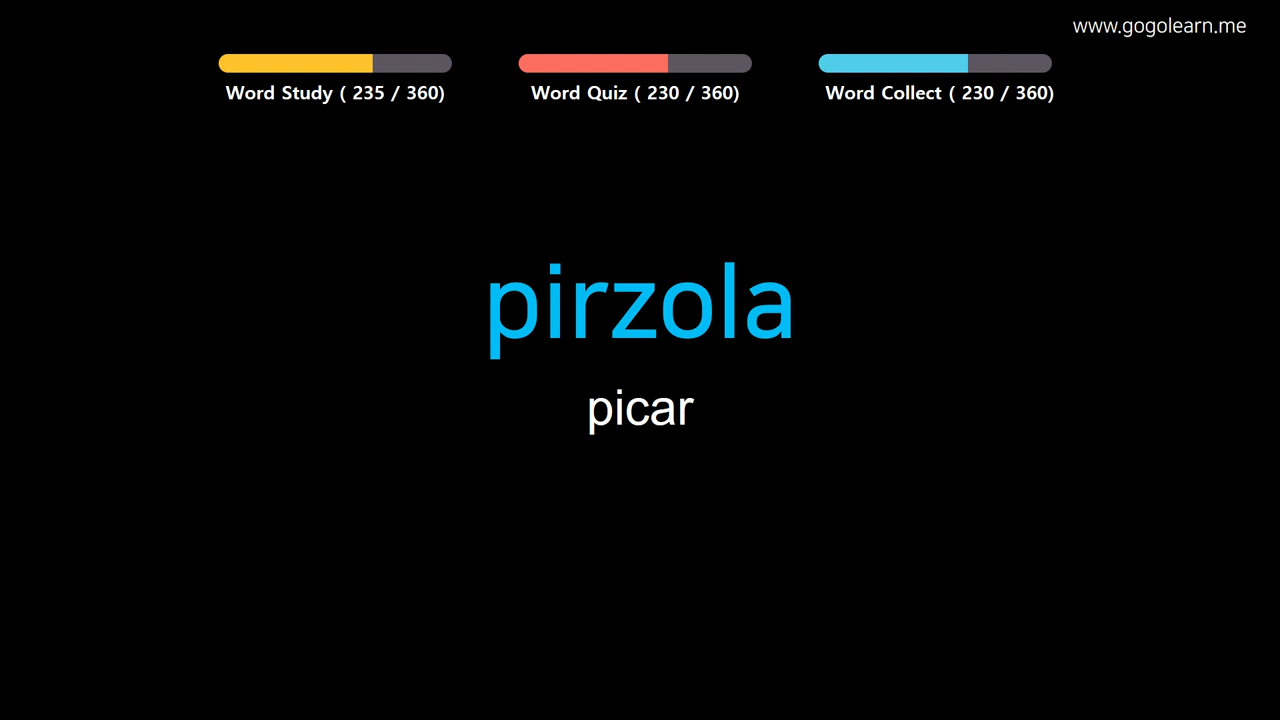 www.gogolearn.me
Word Study ( 235 / 360)
Word Quiz ( 230 / 360)
Word Collect ( 230 / 360)
pirzola
picar